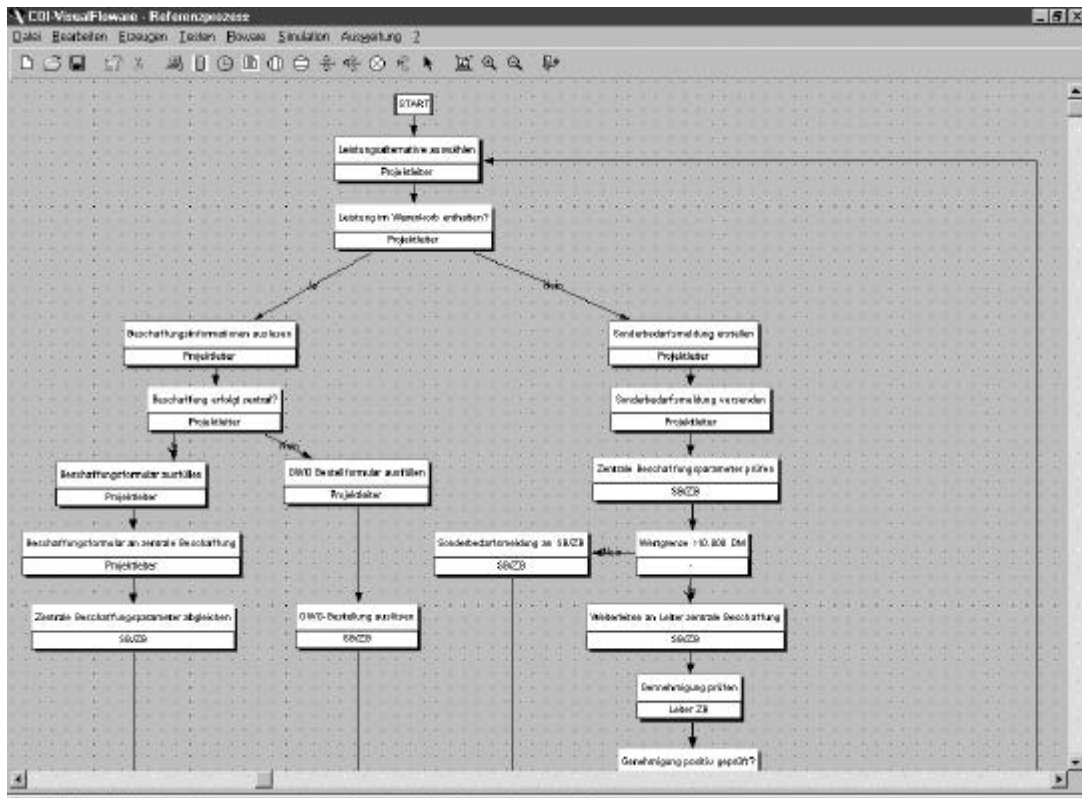 COI-VisualFloware - Referenzprozess
Datei Bearbeiten Erzeugen Testen Floware Simulation Auswertung ?
START
Leistungsalternative auswählen
Projektleiter
Leistung im Warenkorb enthalten?
Projektleiter
Ja
Nein
Beschaffungsinformationen auslesen
Projektleiter
Sonderbedarfsmeldung erstellen
Projektleiter
Beschaffung erfolgt zentral?
Projektleiter
Sonderbedarfsmeldung versenden
Projektleiter
Ja
Nein
Beschaffungsformular ausfüllen
Projektleiter
Bestellformular ausfüllen
Projektleiter
Zentrale Beschaffungsparameter prüfen
SB/ZB
Beschaffungsformular an zentrale Beschaffung
Projektleiter
Sonderbedarfsmeldung an SB/ZB
SB/ZB
Nein
Wertgrenze >10.000 DM
-
Zentrale Beschaffungsparameter abgleichen
SB/ZB
Bestellung auslösen
SB/ZB
Weiterleiten an Leiter zentrale Beschaffung
SB/ZB
Genehmigung prüfen
Leiter ZB
Genehmigung positiv geprüft?